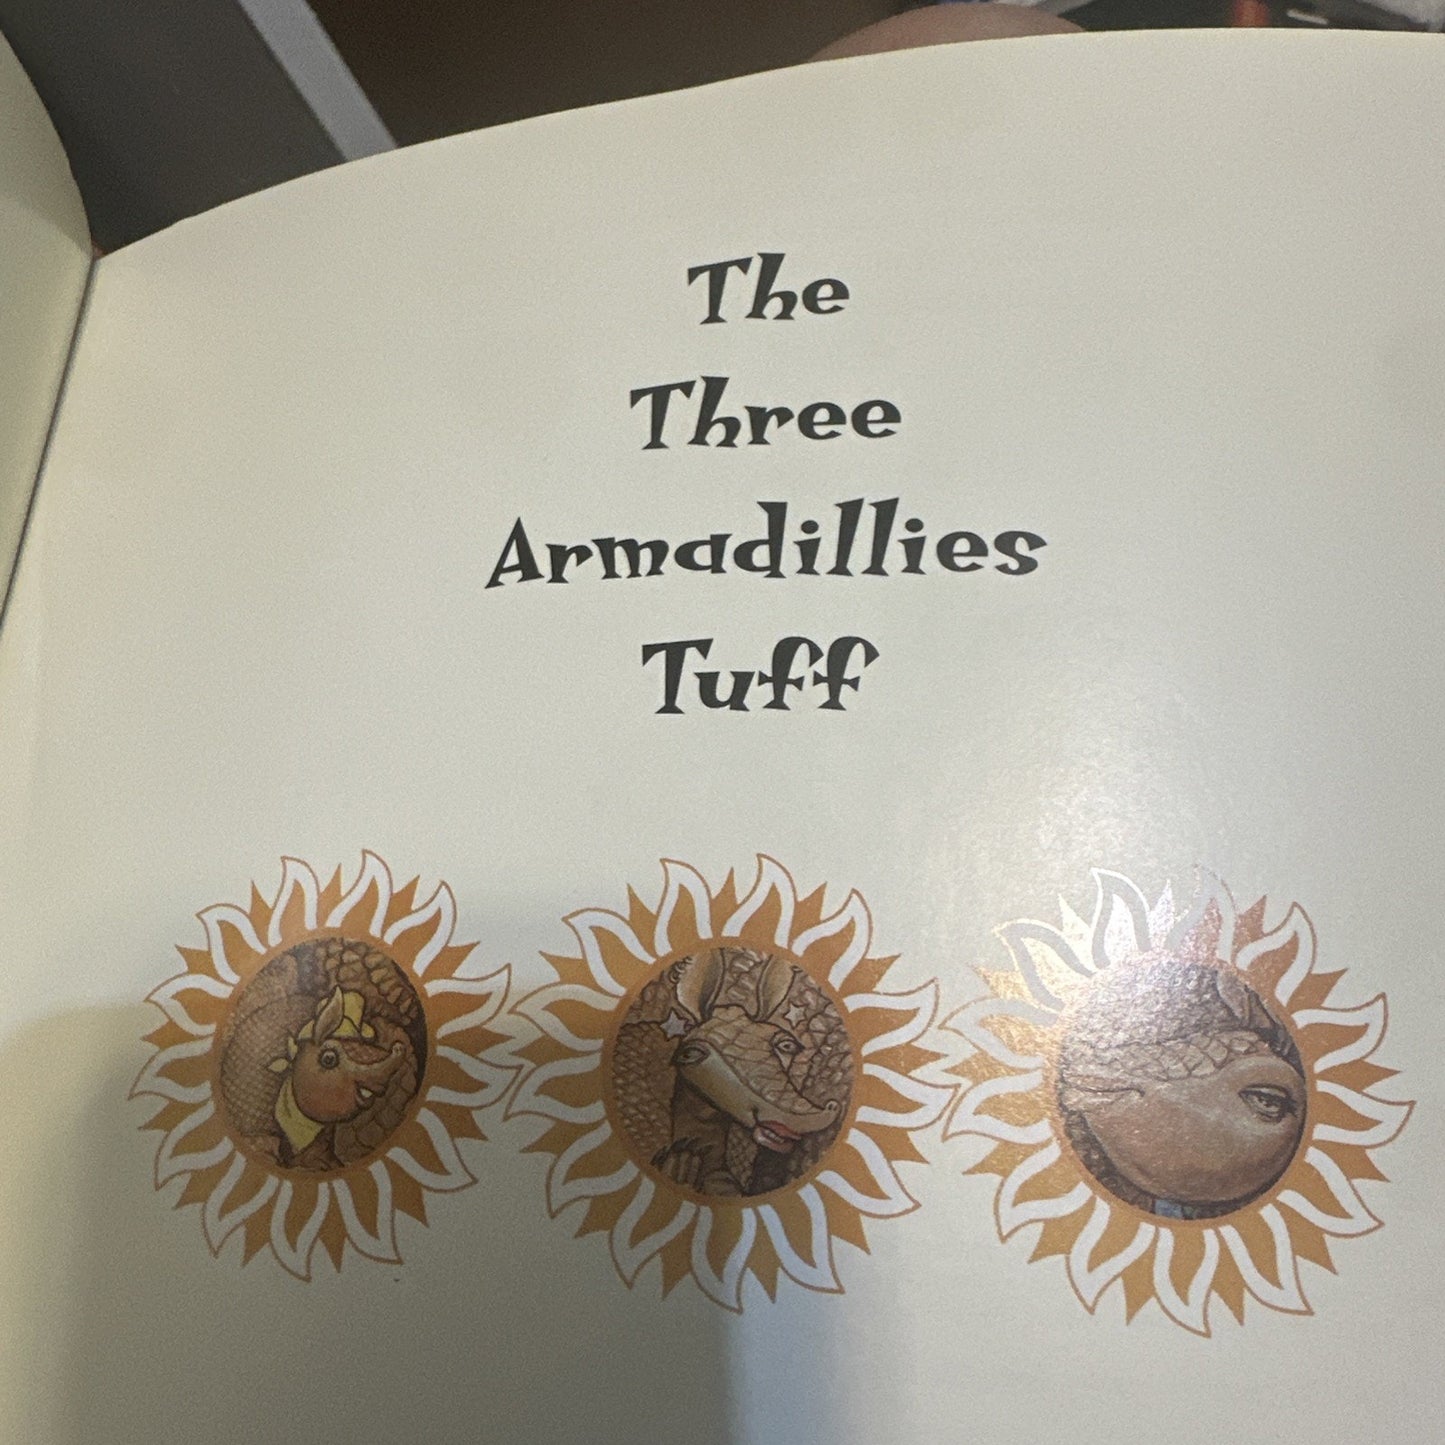 The
Three
Armadillies
Tuff